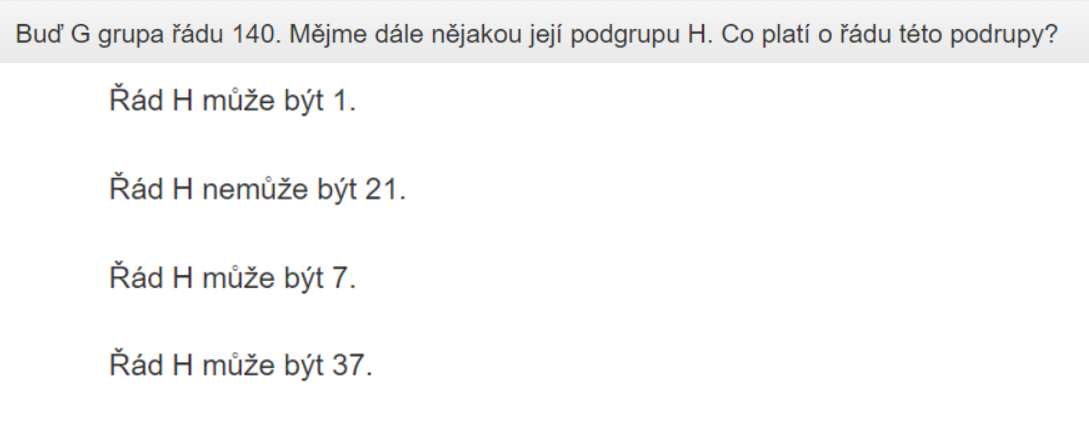 Buď G grupa řádu 140. Mějme dále nějakou její podgrupu H. Co platí o řádu této podrupy?
Řád H může být 1.
Řád H nemůže být 21.
Řád H může být 7.
Řád H může být 37.